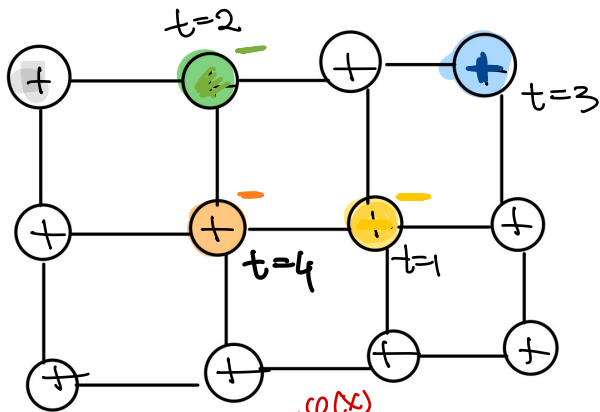 t=2 −
+ + +
t=3
− −
+ + + +
t=4 t=1
+ + + +
φ(x)